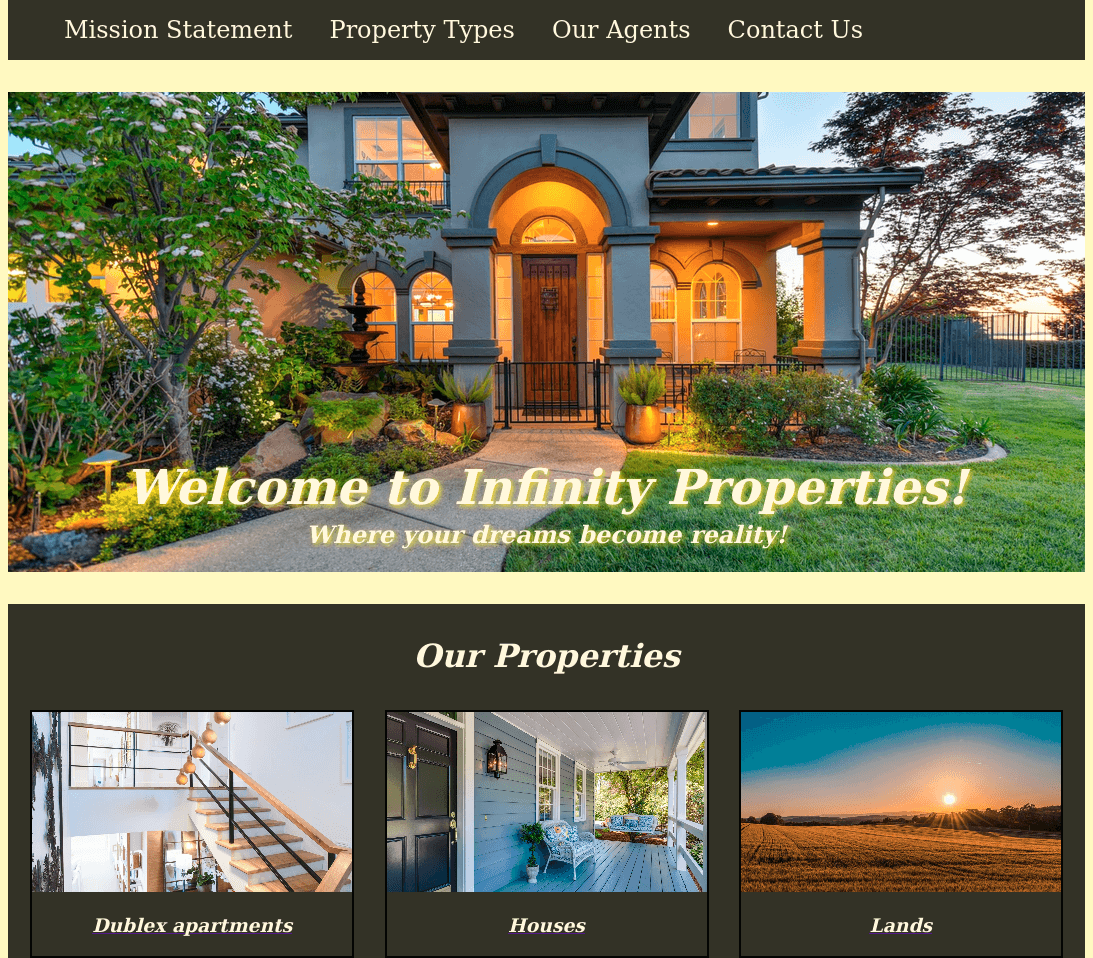 Mission Statement Property Types Our Agents Contact Us
Welcome to Infinity Properties!
Where your dreams become reality!
Our Properties
Dublex apartments Houses Lands